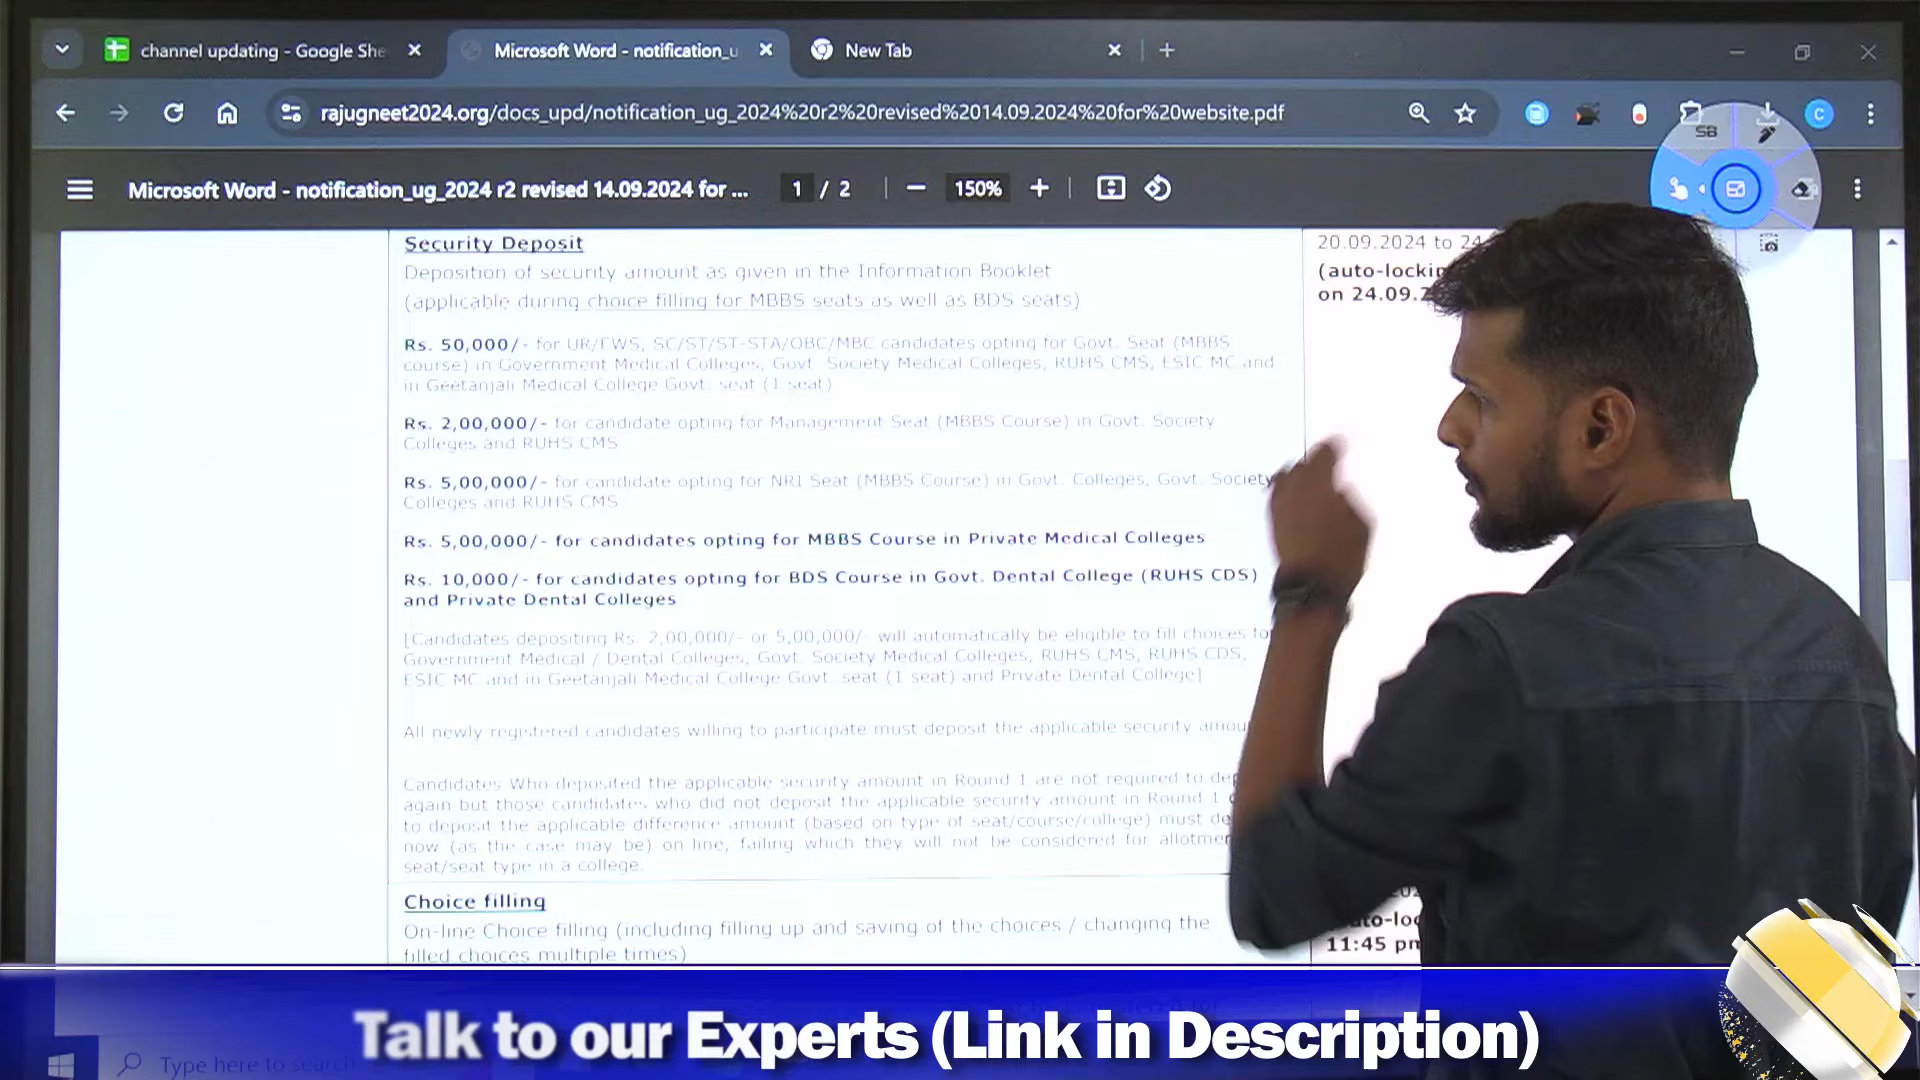 channel updating - Google She
Microsoft Word - notification_u
New Tab
rajugneet2024.org/docs_upd/notification_ug_2024%20r2%20revised%2014.09.2024%20for%20website.pdf
C
SB
Microsoft Word - notification_ug_2024 r2 revised 14.09.2024 for ...
1 / 2
150%
Security Deposit
20.09.2024 to 24
Deposition of security amount as given in the Information Booklet
(auto-lockin
(applicable during choice filling for MBBS seats as well as BDS seats)
on 24.09.2
Rs. 50,000/- for UR/EWS, SC/ST/ST-STA/OBC/MBC candidates opting for Govt. Seat (MBBS
course) in Government Medical Colleges, Govt. Society Medical Colleges, RUHS CMS, ESIC MC and
in Geetanjali Medical College Govt. seat (1 seat)
Rs. 2,00,000/- for candidate opting for Management Seat (MBBS Course) in Govt. Society
Colleges and RUHS CMS
Rs. 5,00,000/- for candidate opting for NRI Seat (MBBS Course) in Govt. Colleges, Govt. Society
Colleges and RUHS CMS
Rs. 5,00,000/- for candidates opting for MBBS Course in Private Medical Colleges
Rs. 10,000/- for candidates opting for BDS Course in Govt. Dental College (RUHS CDS)
and Private Dental Colleges
[Candidates depositing Rs. 2,00,000/- or 5,00,000/- will automatically be eligible to fill choices fo
Government Medical / Dental Colleges, Govt. Society Medical Colleges, RUHS CMS, RUHS CDS,
ESIC MC and in Geetanjali Medical College Govt. seat (1 seat) and Private Dental College]
All newly registered candidates willing to participate must deposit the applicable security amou
Candidates Who deposited the applicable security amount in Round 1 are not required to dep
again but those candidates who did not deposit the applicable security amount in Round 1
to deposit the applicable difference amount (based on type of seat/course/college) must de
now (as the case may be) on line, failing which they will not be considered for allotmen
seat/seat type in a college.
Choice filling
On-line Choice filling (including filling up and saving of the choices / changing the
uto-loc
filled choices multiple times)
11:45 pm
Talk to our Experts (Link in Description)
Type here to search